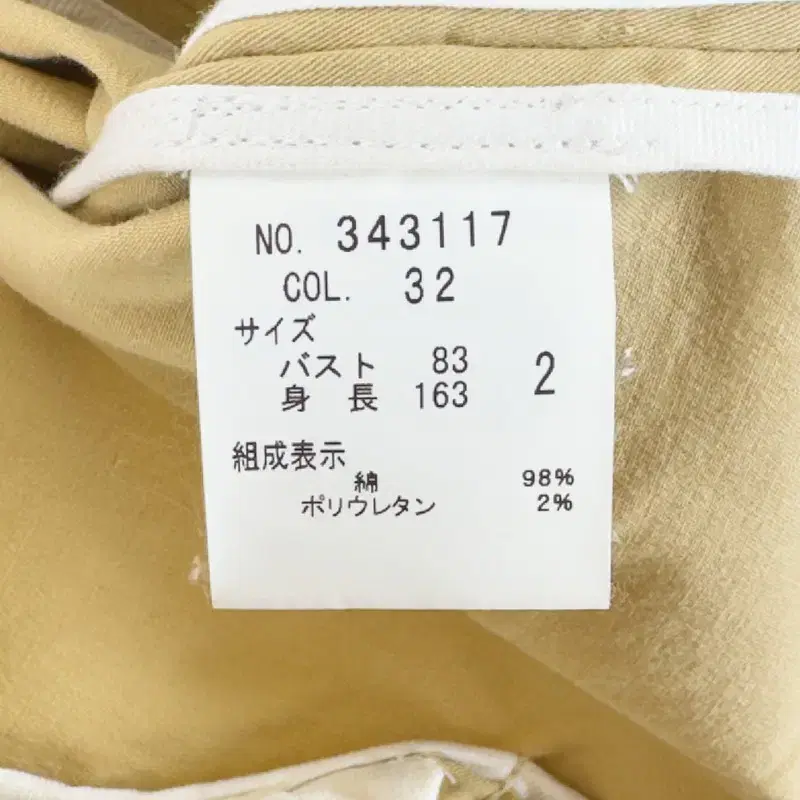 NO. 343117
COL. 32
サイズ
バスト 83 2
身 長 163
組成表示
綿 98%
ポリウレタン 2%